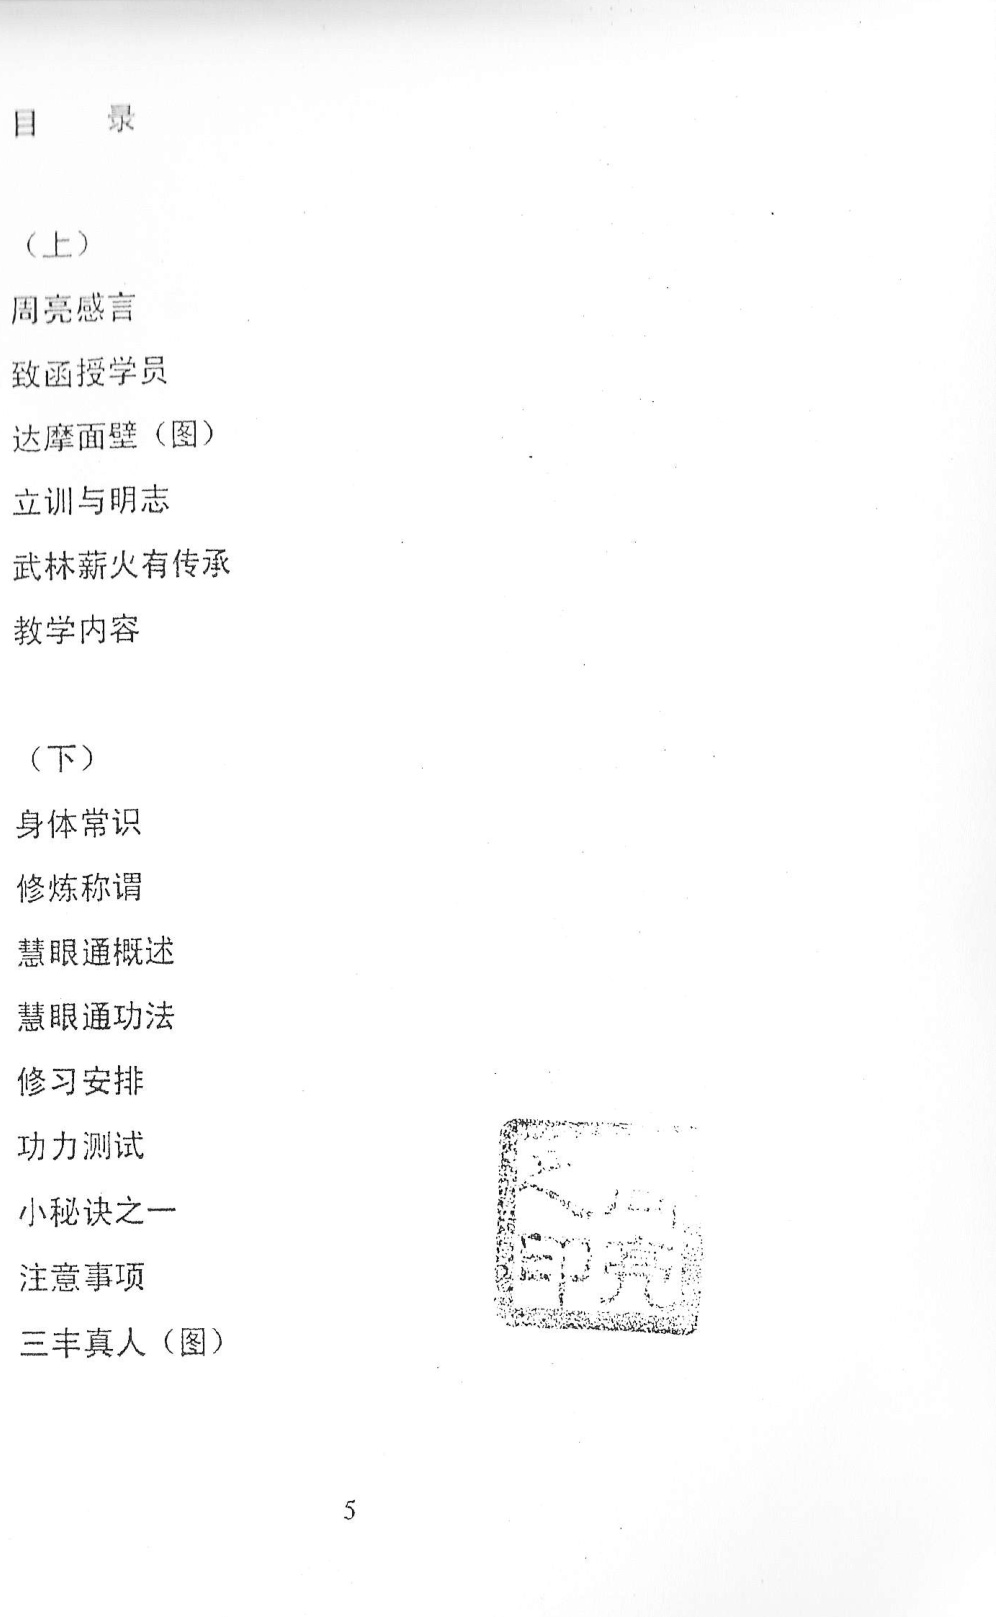 目 录
（上）
周亮感言
致函授学员
达摩面壁（图）
立训与明志
武林薪火有传承
教学内容
（下）
身体常识
修炼称谓
慧眼通概述
慧眼通功法
修习安排
功力测试
小秘诀之一
注意事项
三丰真人（图）
亮
印
5